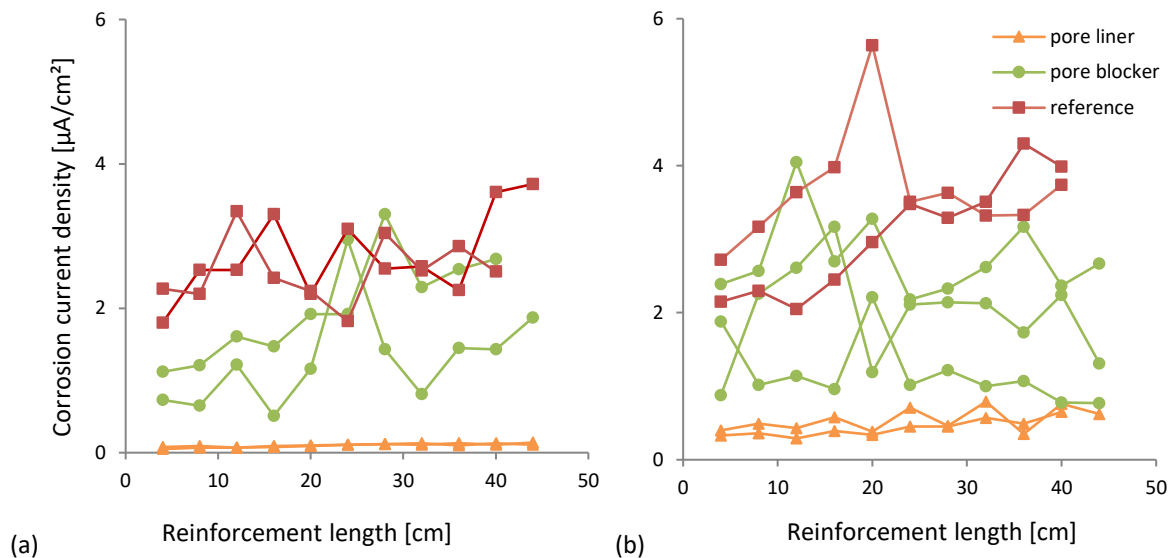 6
4
2
0
0
10
20
30
40
50
Corrosion current density [µA/cm²]
Reinforcement length [cm]
(a)
6
4
2
0
0
10
20
30
40
50
pore liner
pore blocker
reference
Reinforcement length [cm]
(b)